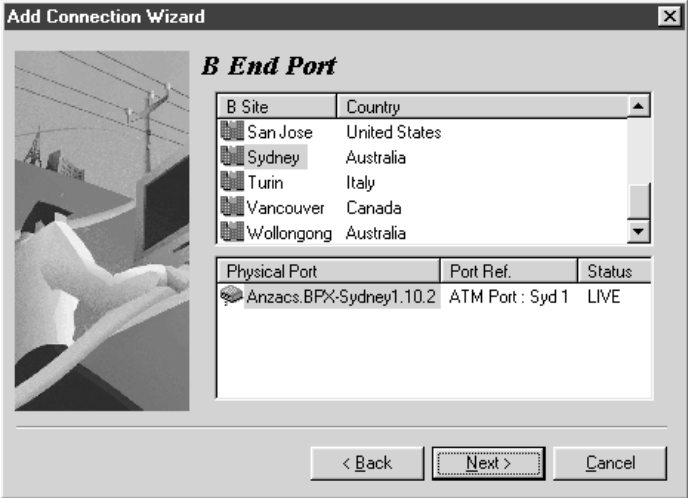 Add Connection Wizard
B End Port
B Site Country
San Jose United States
Sydney Australia
Turin Italy
Vancouver Canada
Wollongong Australia
Physical Port Port Ref. Status
Anzacs.BPX-Sydney1.10.2 ATM Port : Syd 1 LIVE
< Back Next > Cancel